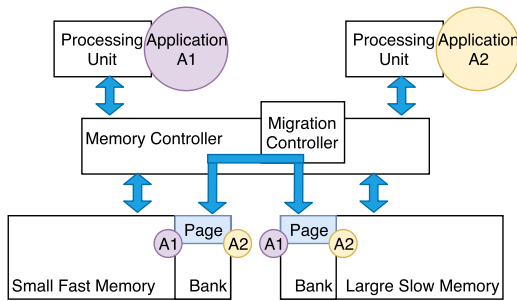 Processing
Unit
Application
A1
Processing
Unit
Application
A2
Memory Controller
Migration
Controller
Page
Page
A1
A2
A1
A2
Small Fast Memory
Bank
Bank
Largre Slow Memory